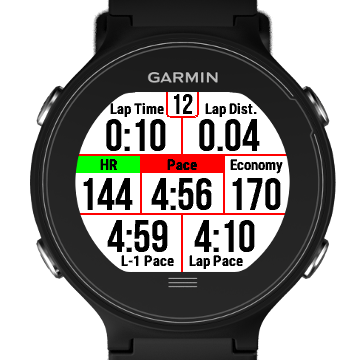 GARMIN
12
Lap Time Lap Dist.
0:10 0.04
HR Pace Economy
144 4:56 170
4:59 4:10
L-1 Pace Lap Pace